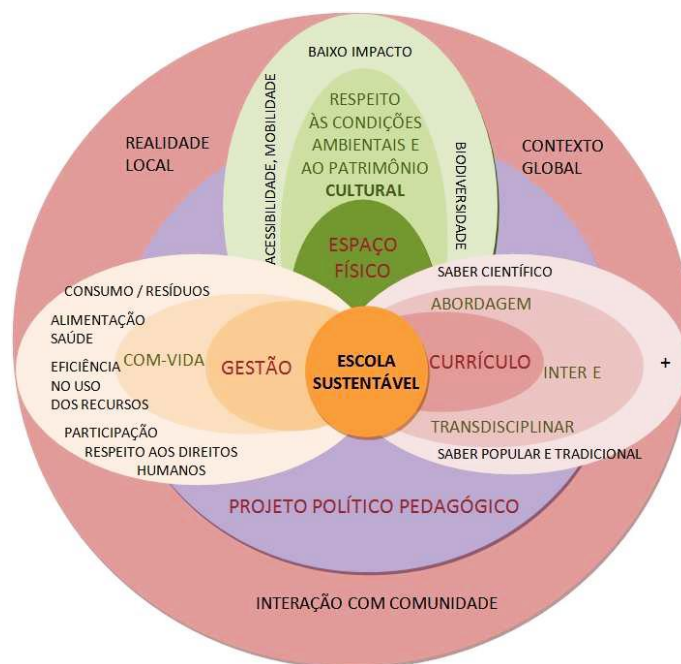 BAIXO IMPACTO
ACESSIBILIDADE, MOBILIDADE
RESPEITO
ÀS CONDIÇÕES
AMBIENTAIS E
AO PATRIMÔNIO
CULTURAL
BIODIVERSIDADE
REALIDADE
LOCAL
CONTEXTO
GLOBAL
ESPAÇO
FÍSICO
CONSUMO / RESÍDUOS
ALIMENTAÇÃO
SAÚDE
EFICIÊNCIA
NO USO
DOS RECURSOS
PARTICIPAÇÃO
RESPEITO AOS DIREITOS
HUMANOS
COM-VIDA
GESTÃO
ESCOLA
SUSTENTÁVEL
CURRÍCULO
SABER CIENTÍFICO
ABORDAGEM
INTER E
TRANSDISCIPLINAR
+
SABER POPULAR E TRADICIONAL
PROJETO POLÍTICO PEDAGÓGICO
INTERAÇÃO COM COMUNIDADE